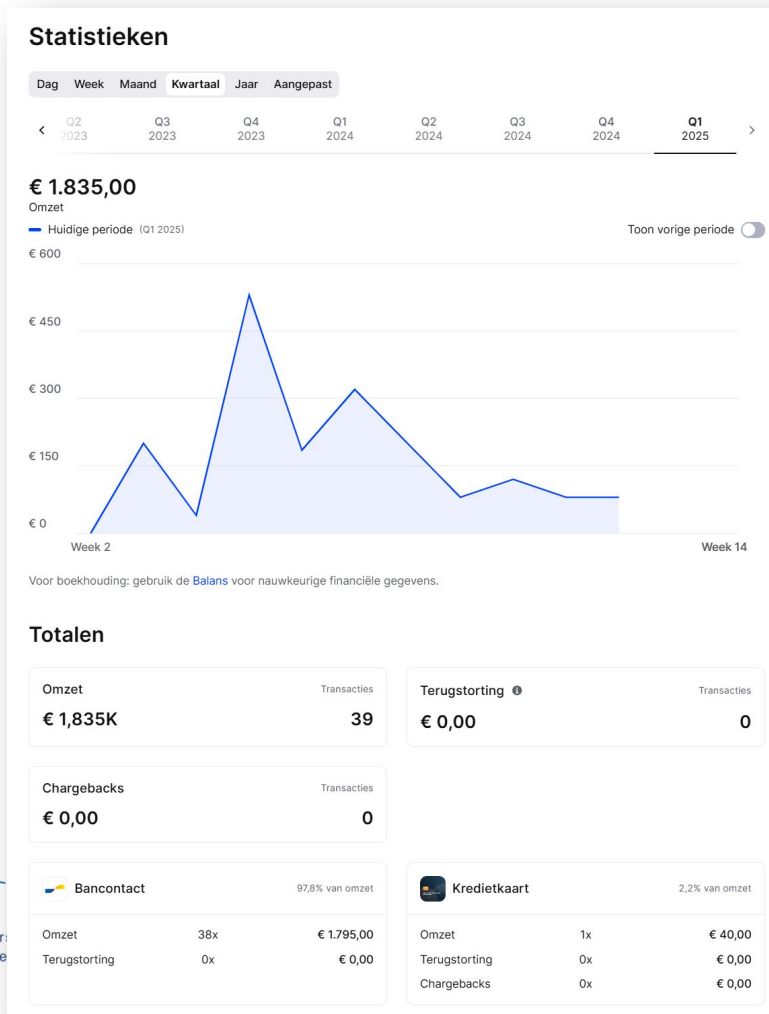 Statistieken
Dag Week Maand Kwartaal Jaar Aangepast
Q2 Q3 Q4 Q1 Q2 Q3 Q4 Q1
2023 2023 2023 2024 2024 2024 2024 2025
€ 1.835,00
Omzet
Huidige periode (Q1 2025) Toon vorige periode
€ 600
€ 450
€ 300
€ 150
€ 0
Week 2 Week 14
Voor boekhouding: gebruik de Balans voor nauwkeurige financiële gegevens.
Totalen
Omzet Transacties
€ 1,835K 39
Terugstorting Transacties
€ 0,00 0
Chargebacks Transacties
€ 0,00 0
Bancontact 97,8% van omzet
Omzet 38x € 1.795,00
Terugstorting 0x € 0,00
Kredietkaart 2,2% van omzet
Omzet 1x € 40,00
Terugstorting 0x € 0,00
Chargebacks 0x € 0,00